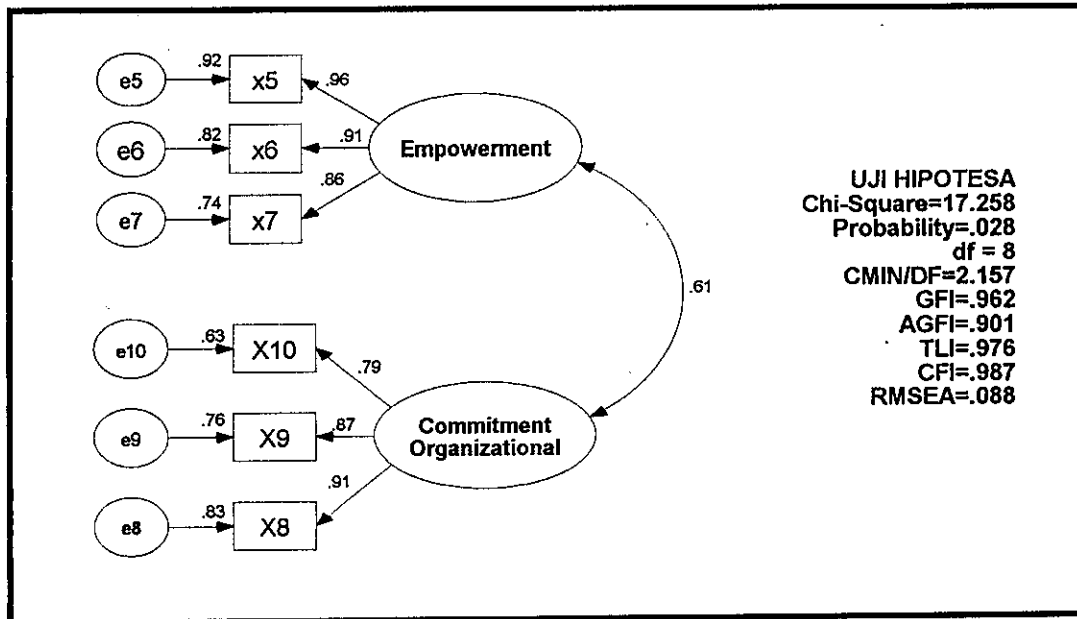 e5
.92
x5
.96
e6
.82
x6
.91
Empowerment
e7
.74
x7
.86
.61
e10
.63
X10
.79
e9
.76
X9
.87
Commitment
Organizational
e8
.83
X8
.91
UJI HIPOTESA
Chi-Square=17.258
Probability=.028
df = 8
CMIN/DF=2.157
GFI=.962
AGFI=.901
TLI=.976
CFI=.987
RMSEA=.088